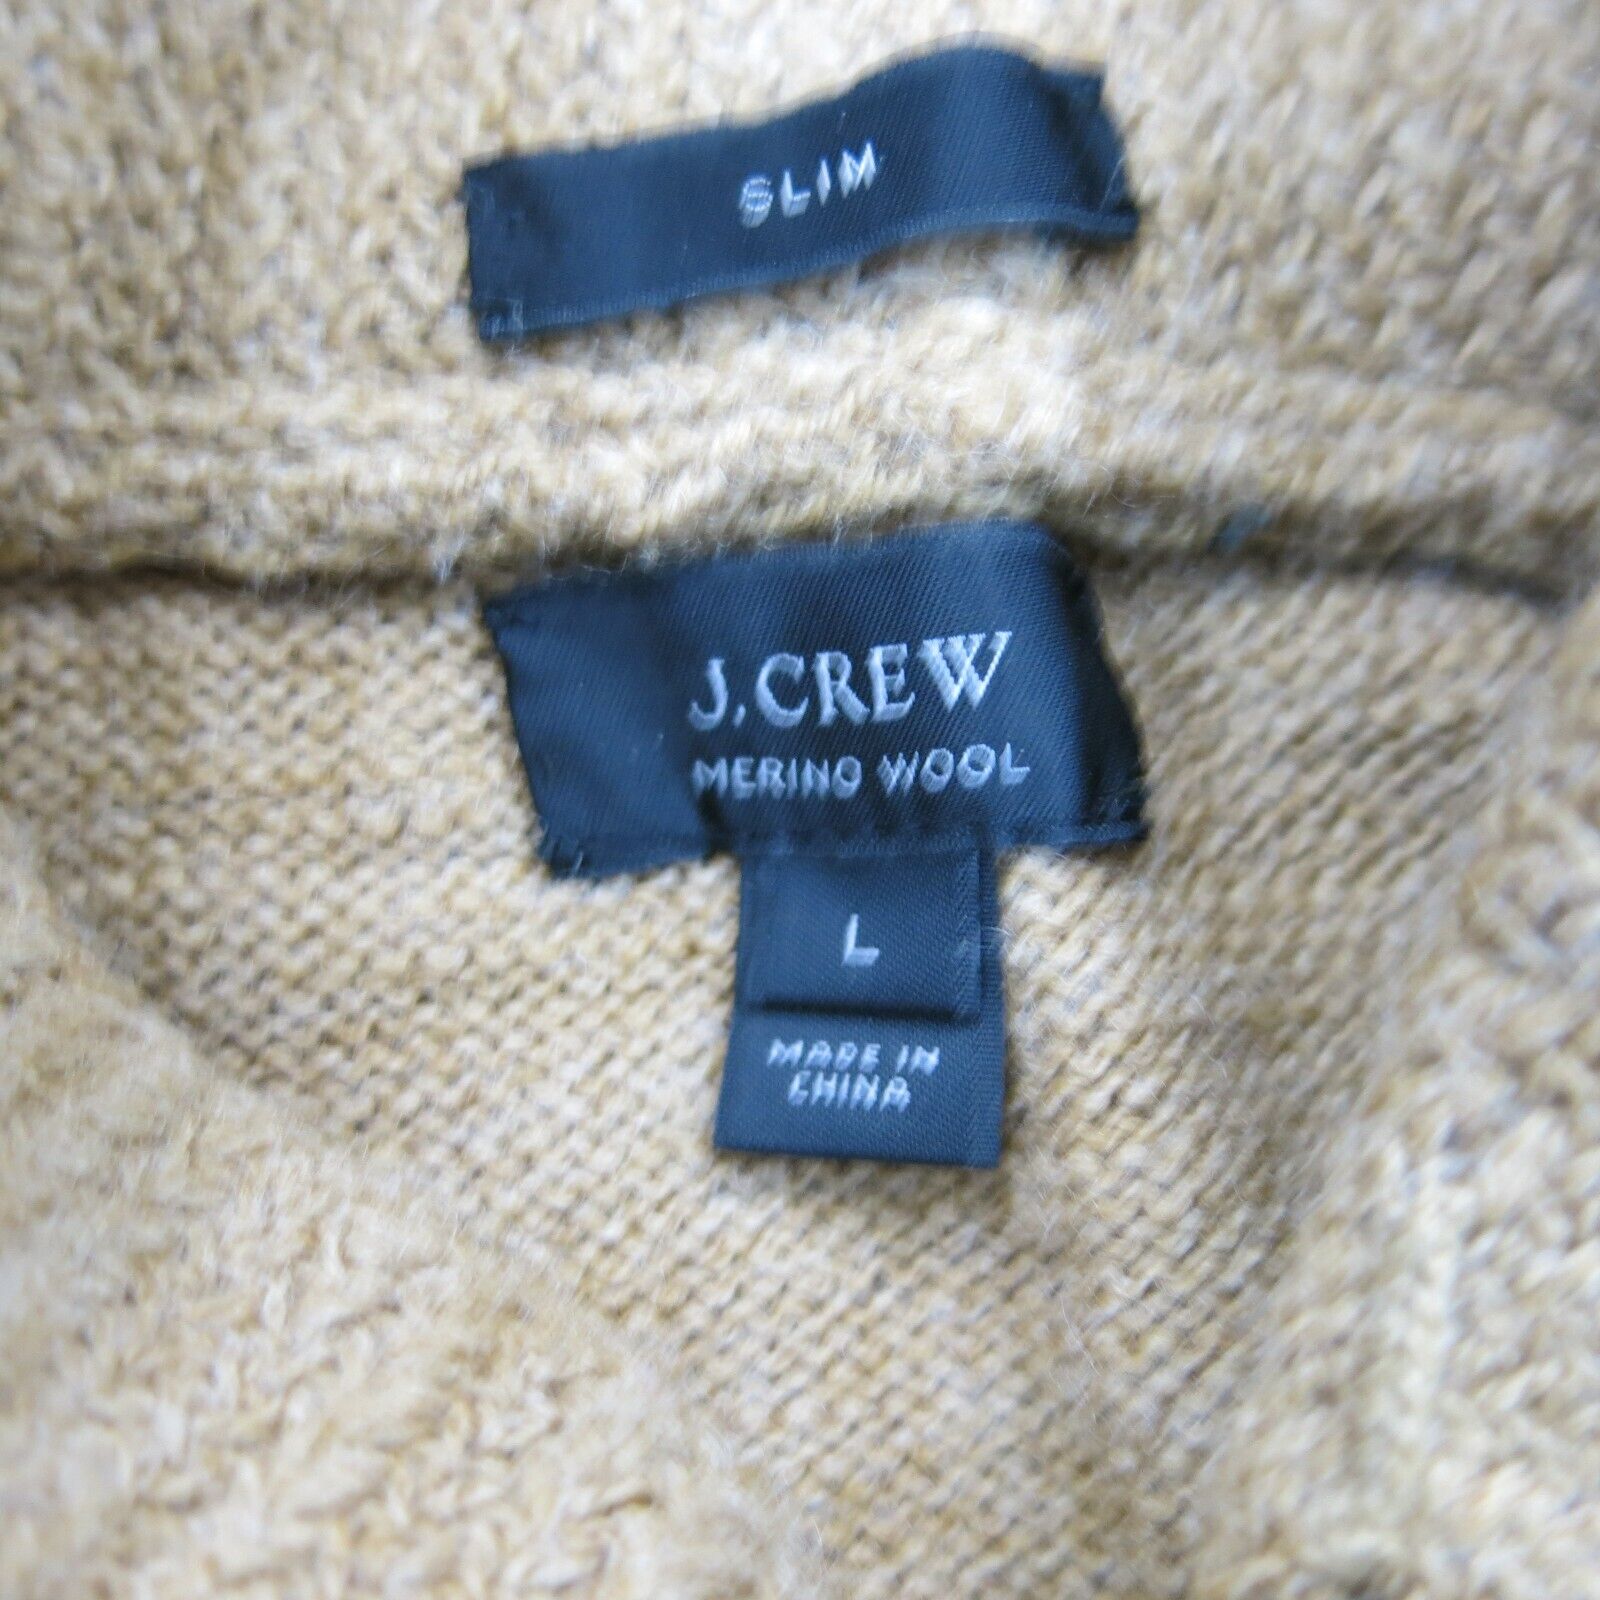 SLIM
J.CREW
MERINO WOOL
L
MADE IN
CHINA